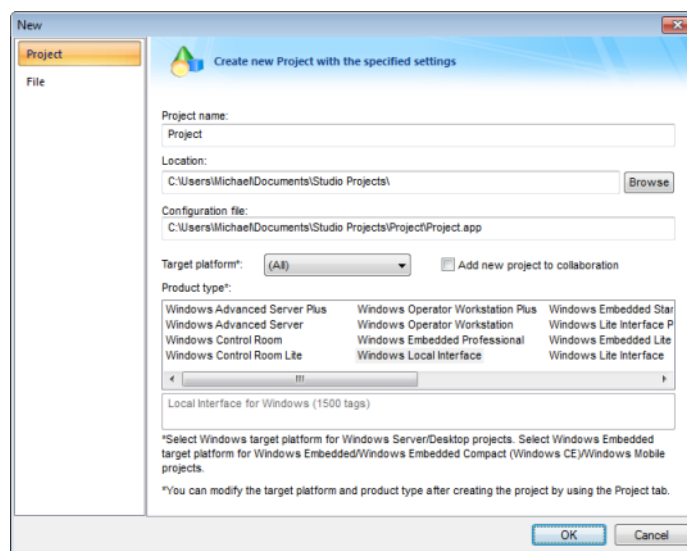 New
Project
File
Create new Project with the specified settings
Project name:
Project
Location:
C:\Users\Michael\Documents\Studio Projects\
Browse
Configuration file:
C:\Users\Michael\Documents\Studio Projects\Project\Project.app
Target platform*: (All) Add new project to collaboration
Product type*:
Windows Advanced Server Plus Windows Operator Workstation Plus Windows Embedded Star
Windows Advanced Server Windows Operator Workstation Windows Lite Interface P
Windows Control Room Windows Embedded Professional Windows Embedded Lite
Windows Control Room Lite Windows Local Interface Windows Lite Interface
Local Interface for Windows (1500 tags)
*Select Windows target platform for Windows Server/Desktop projects. Select Windows Embedded
target platform for Windows Embedded/Windows Embedded Compact (Windows CE)/Windows Mobile
projects.
*You can modify the target platform and product type after creating the project by using the Project tab.
OK Cancel